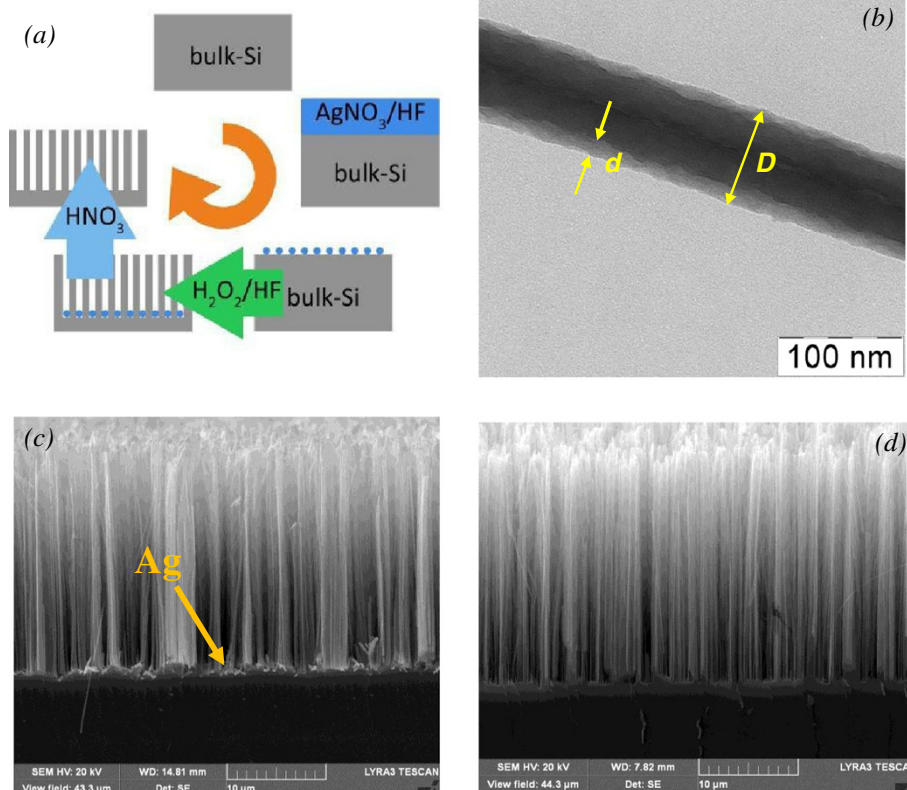 (a)
bulk-Si
AgNO₃/HF
bulk-Si
HNO₃
H₂O₂/HF
bulk-Si
(b)
d
D
100 nm
(c)
Ag
SEM HV: 20 kV
WD: 14.81 mm
LYRA3 TESCAN
View field: 43.3 µm
Det: SE
10 µm
(d)
SEM HV: 20 kV
WD: 7.82 mm
LYRA3 TESCA
View field: 44.3 µm
Det: SE
10 µm